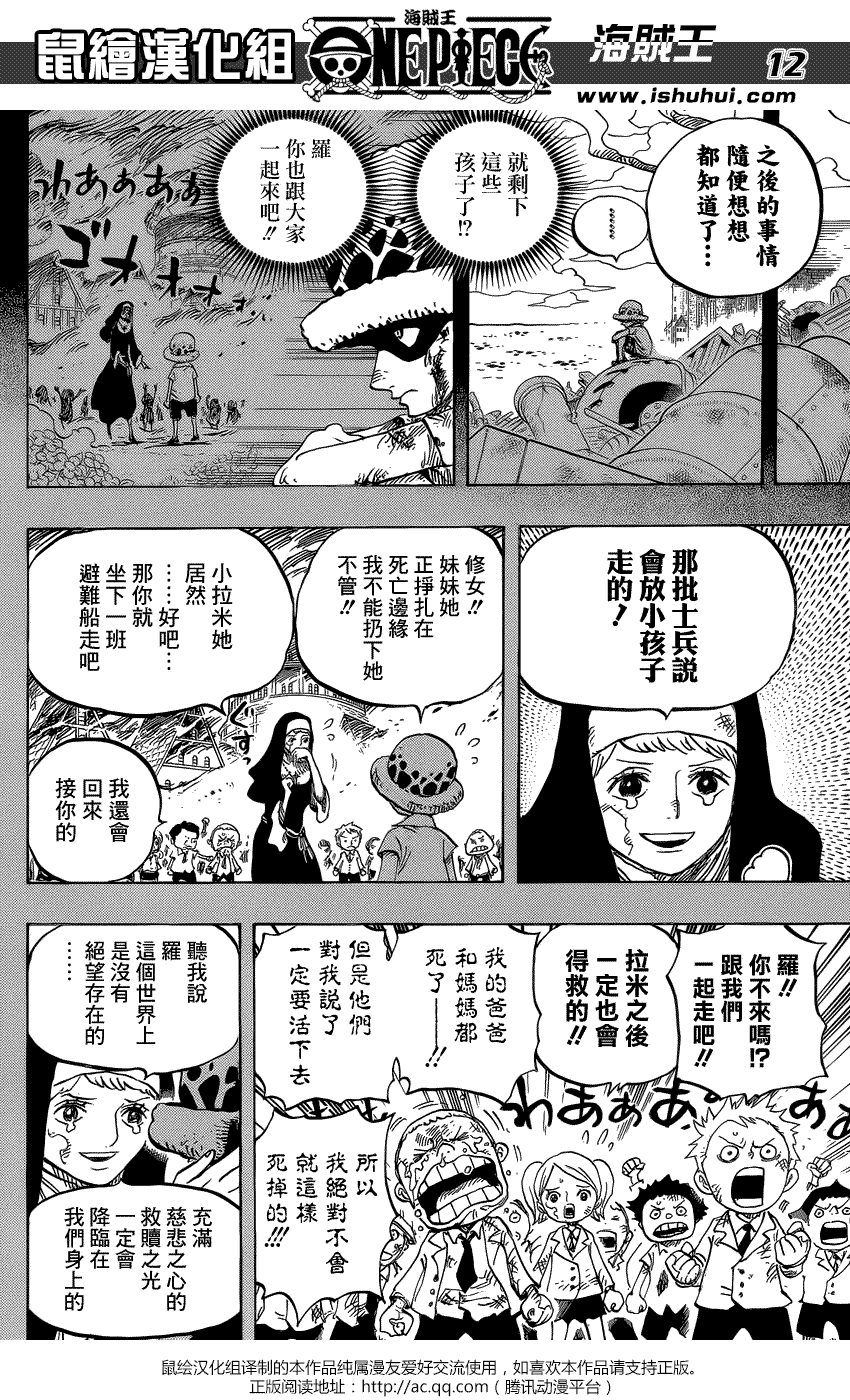 鼠繪漢化組
海賊王
ONE PIECE
海賊王
12
www.ishuhui.com
之後的事情
隨便想想
都知道了…
……
就剩下
這些
孩子了!?
羅
你也跟大家
一起來吧!!
わあぁぁぁ
ゴオオオオ
那批士兵說
會放小孩子
走的!
修女!!
妹妹她
正掙扎在
死亡邊緣
我不能扔下她
不管!!
小拉米她
居然
……好吧…
那你就
坐下一班
避難船走吧
ぐすっ
我還會
回來
接你的
羅!!
你不來嗎!?
跟我們
一起走吧!!
拉米之後
一定也會
得救的!!
我的爸爸
和媽媽都
死了——!!
但是他們
對我說了
一定要活下去
わあぁあ
所以
我絕對不會
就這樣
死掉的!!!
聽我說
羅
這個世界上
是沒有
絕望存在的
……
充滿
慈悲之心的
救贖之光
一定會
降臨在
我們身上的
鼠绘汉化组译制的本作品纯属漫友爱好交流使用，如喜欢本作品请支持正版。
正版阅读地址：http://ac.qq.com（腾讯动漫平台）